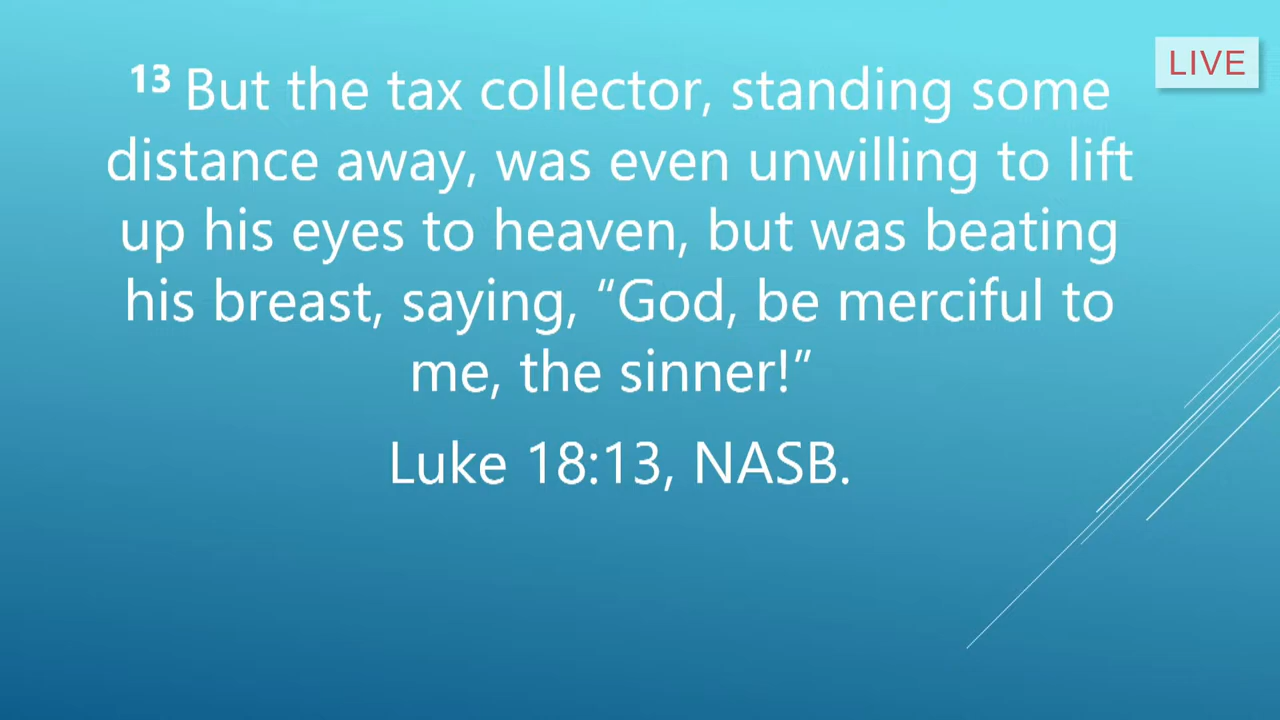 LIVE
13 But the tax collector, standing some
distance away, was even unwilling to lift
up his eyes to heaven, but was beating
his breast, saying, “God, be merciful to
me, the sinner!”
Luke 18:13, NASB.